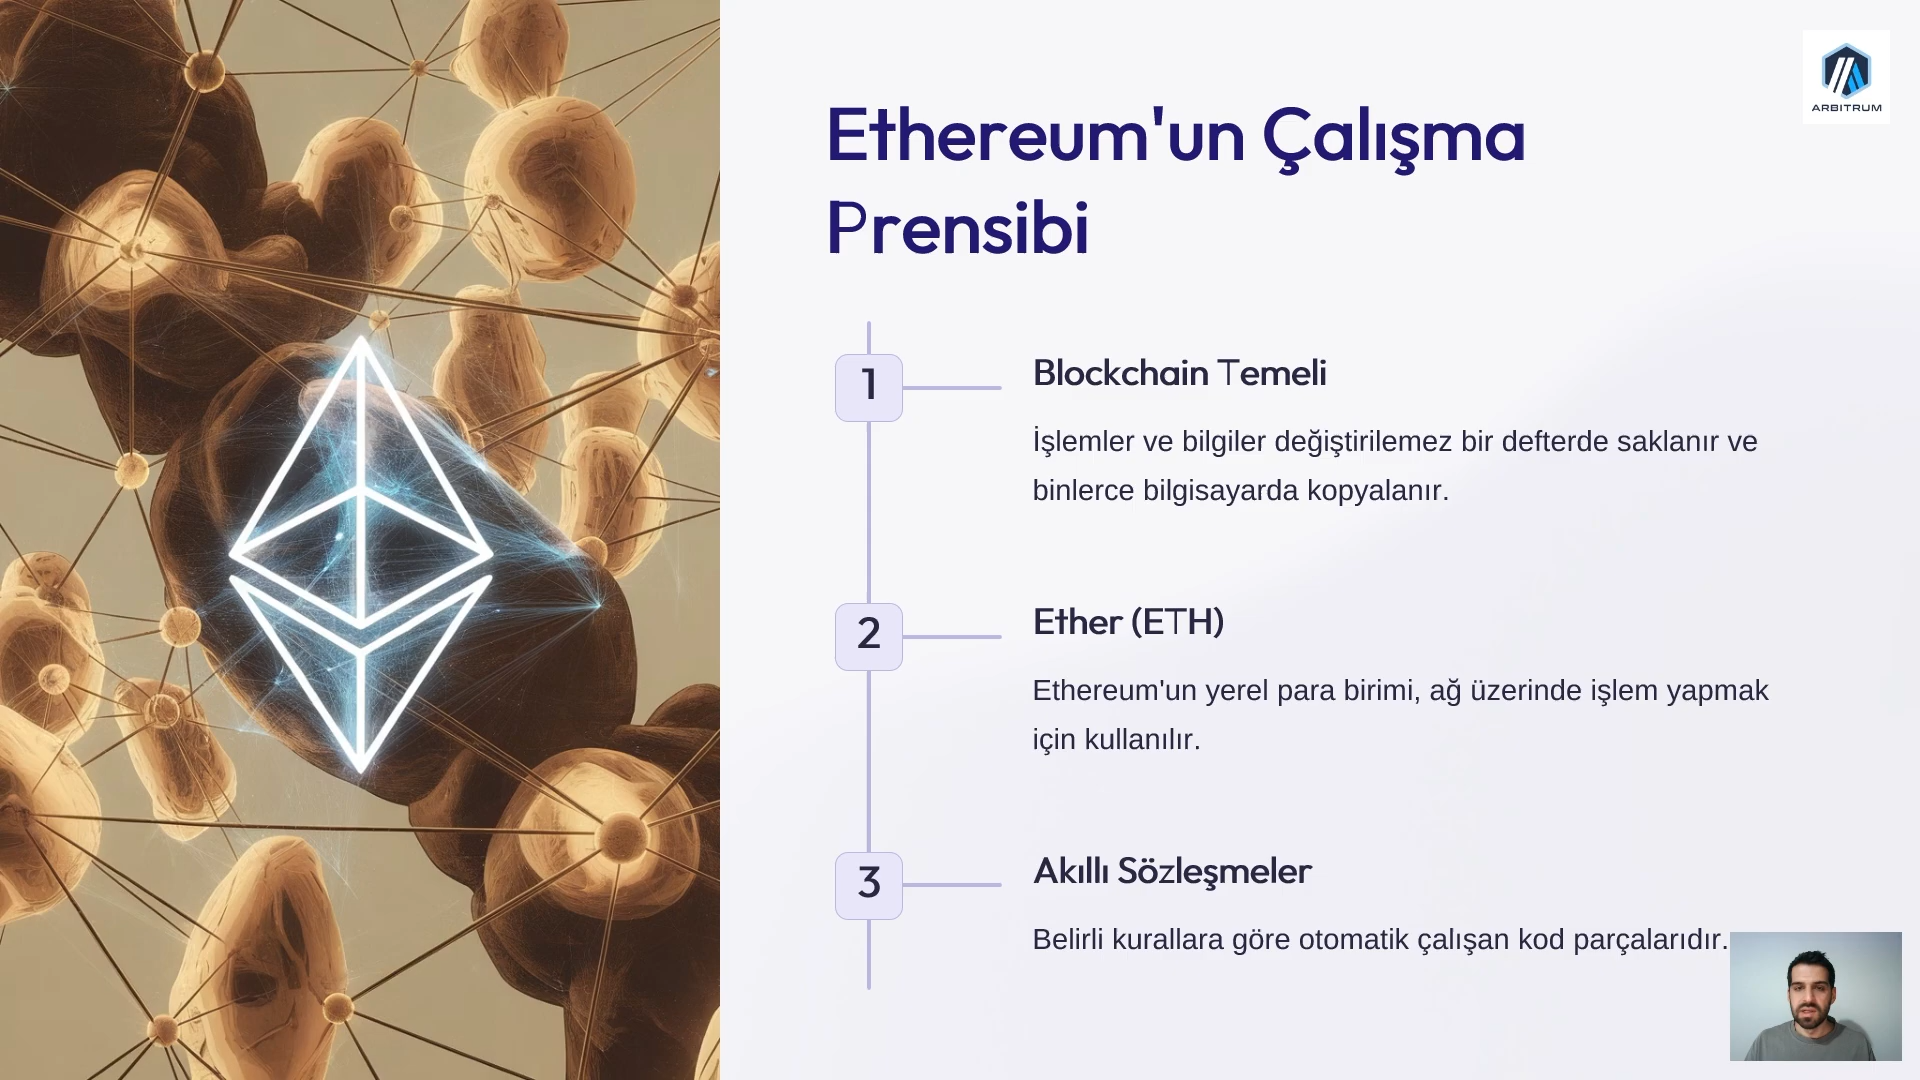 ARBITRUM
Ethereum'un Çalışma
Prensibi
1
Blockchain Temeli
İşlemler ve bilgiler değiştirilemez bir defterde saklanır ve
binlerce bilgisayarda kopyalanır.
2
Ether (ETH)
Ethereum'un yerel para birimi, ağ üzerinde işlem yapmak
için kullanılır.
3
Akıllı Sözleşmeler
Belirli kurallara göre otomatik çalışan kod parçalarıdır.